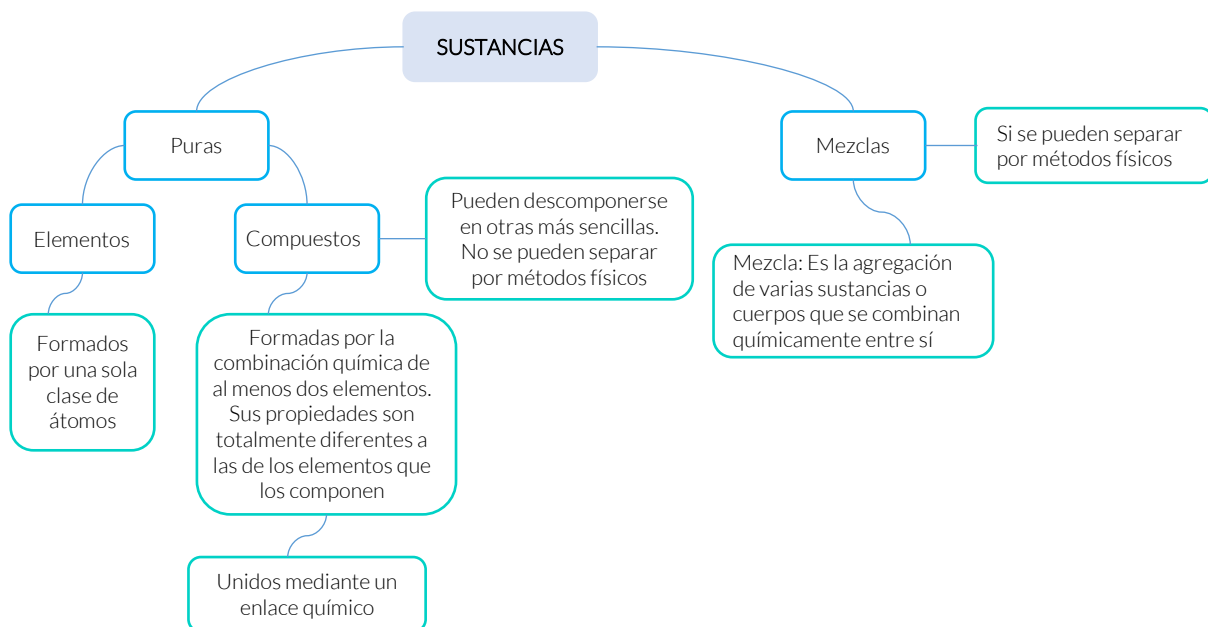 SUSTANCIAS
Puras
Mezclas
Si se pueden separar
por métodos físicos
Elementos
Compuestos
Pueden descomponerse
en otras más sencillas.
No se pueden separar
por métodos físicos
Mezcla: Es la agregación
de varias sustancias o
cuerpos que se combinan
químicamente entre sí
Formados
por una sola
clase de
átomos
Formadas por la
combinación química de
al menos dos elementos.
Sus propiedades son
totalmente diferentes a
las de los elementos que
los componen
Unidos mediante un
enlace químico